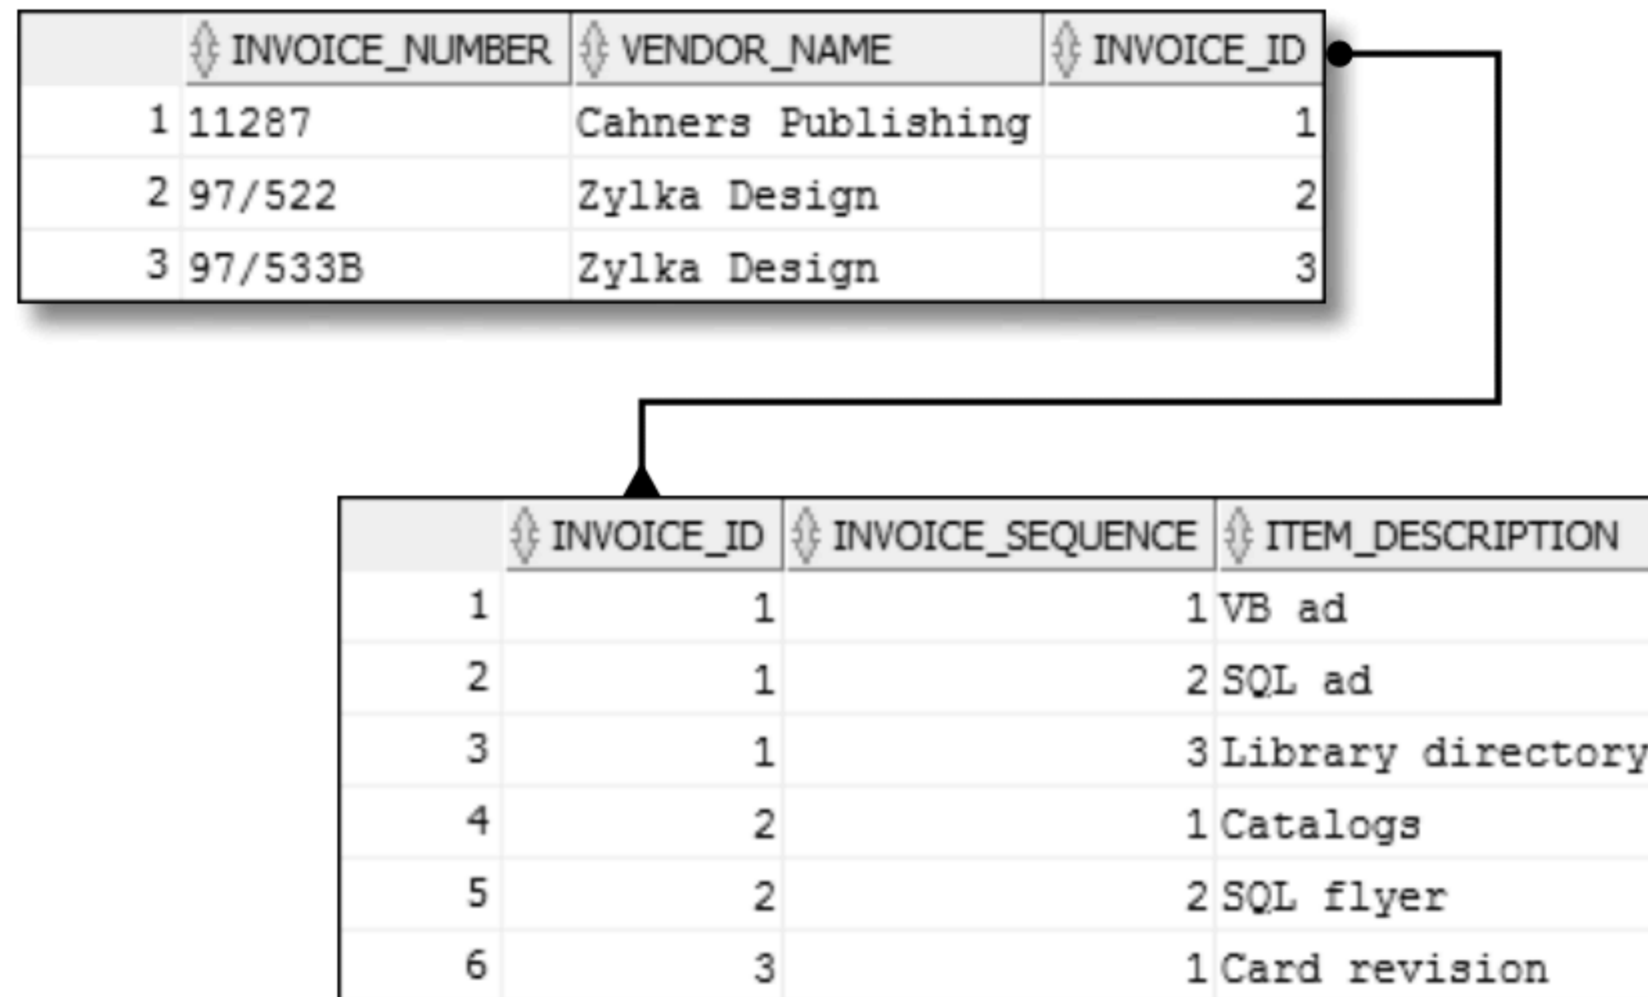 INVOICE_NUMBER VENDOR_NAME INVOICE_ID
1 11287 Cahners Publishing 1
2 97/522 Zylka Design 2
3 97/533B Zylka Design 3
INVOICE_ID INVOICE_SEQUENCE ITEM_DESCRIPTION
1 1 1 VB ad
2 1 2 SQL ad
3 1 3 Library directory
4 2 1 Catalogs
5 2 2 SQL flyer
6 3 1 Card revision